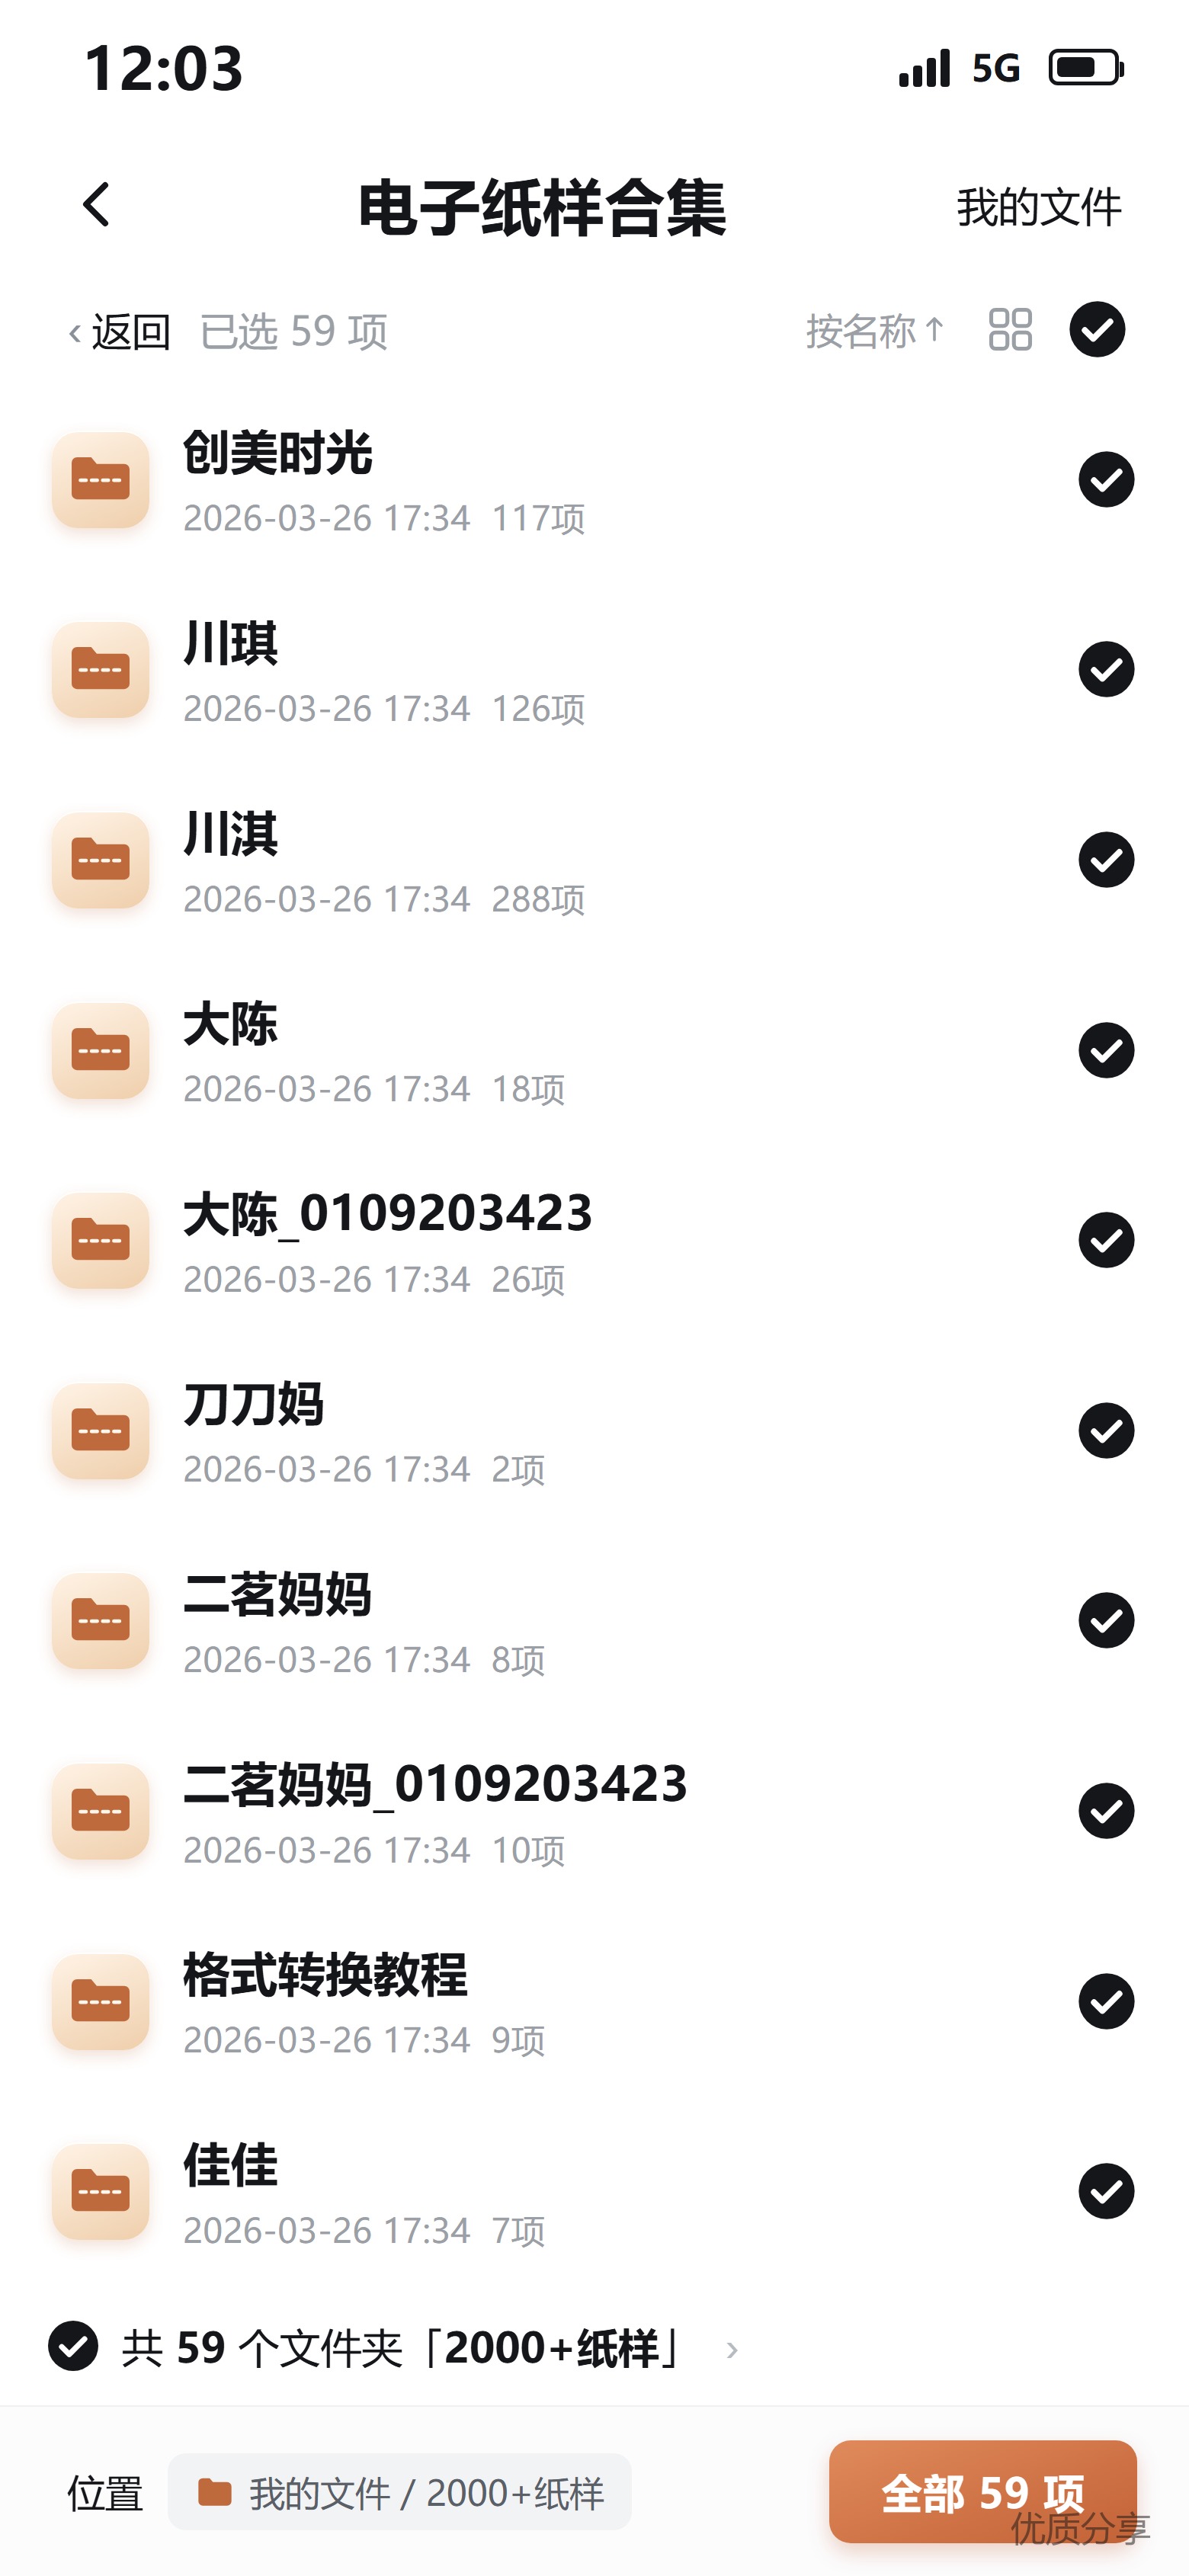 12:03 5G
电子纸样合集 我的文件
‹ 返回 已选 59 项 按名称↑
创美时光
2026-03-26 17:34 117项
川琪
2026-03-26 17:34 126项
川淇
2026-03-26 17:34 288项
大陈
2026-03-26 17:34 18项
大陈_0109203423
2026-03-26 17:34 26项
刀刀妈
2026-03-26 17:34 2项
二茗妈妈
2026-03-26 17:34 8项
二茗妈妈_0109203423
2026-03-26 17:34 10项
格式转换教程
2026-03-26 17:34 9项
佳佳
2026-03-26 17:34 7项
共 59 个文件夹「2000+纸样」 ›
位置 我的文件 / 2000+纸样 全部 59 项
优质分享